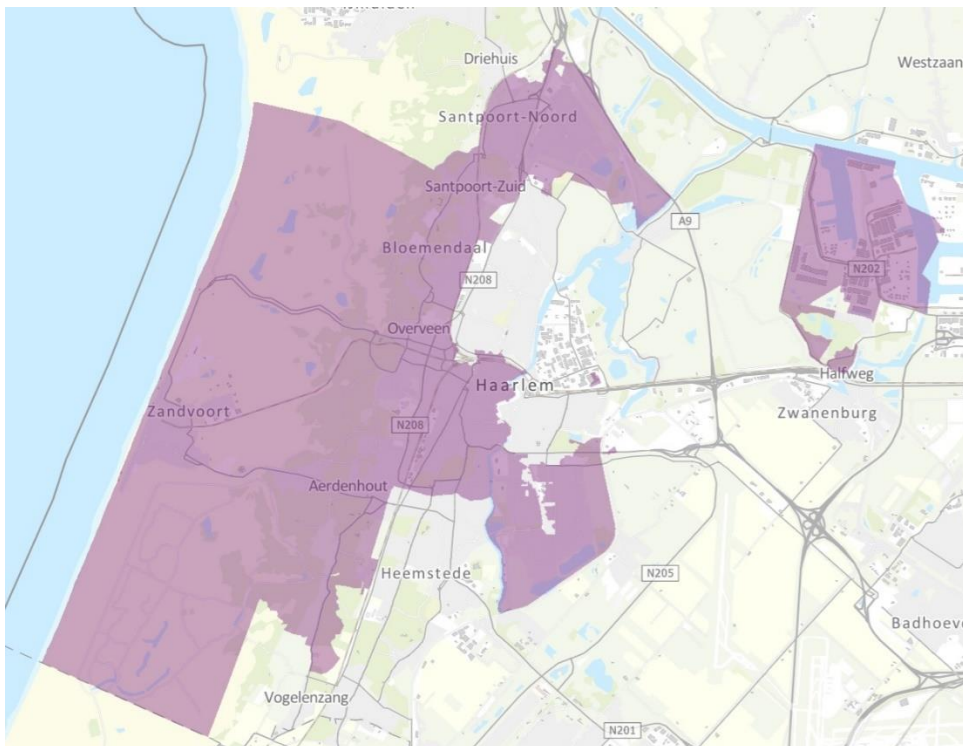 Driehuis
Westzaan
Santpoort-Noord
Santpoort-Zuid
A9
Bloemendaal
N202
N208
Overveen
Halfweg
Haarlem
Zandvoort
Zwanenburg
N208
Aerdenhout
Heemstede
N205
Badhoeve
Vogelenzang
N201